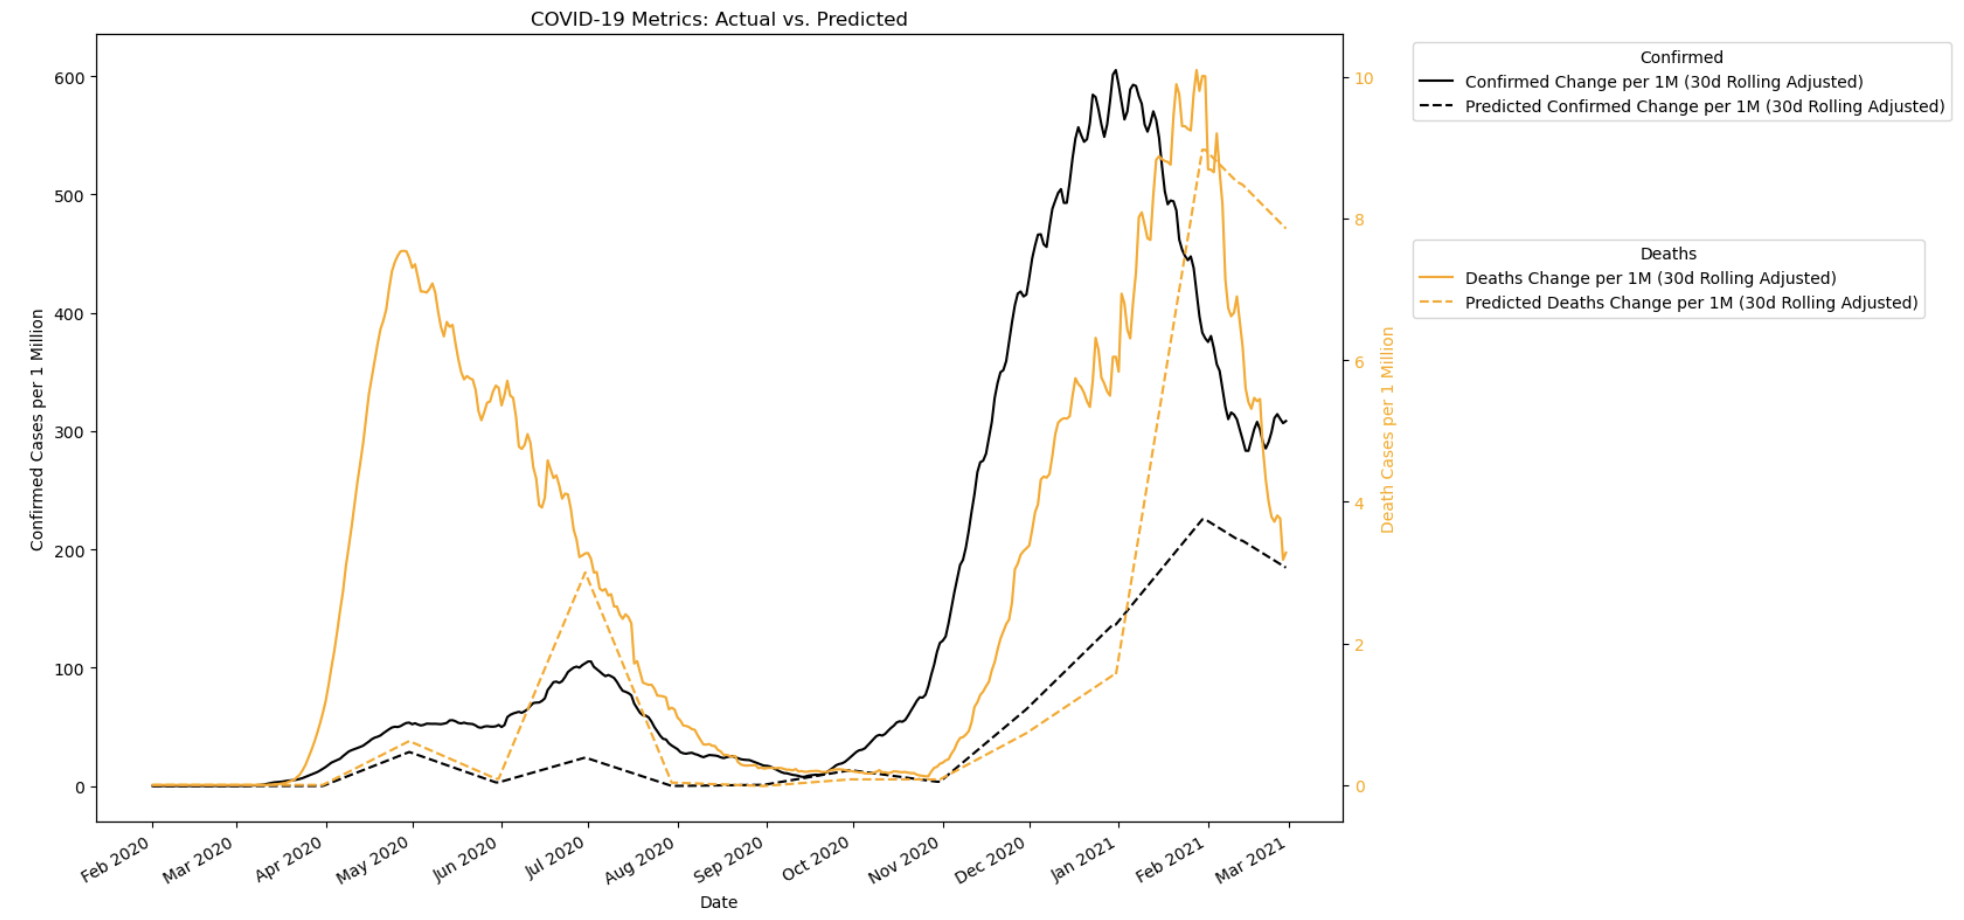 COVID-19 Metrics: Actual vs. Predicted
Confirmed Cases per 1 Million
600
500
400
300
200
100
0
10
8
6
4
2
0
Death Cases per 1 Million
Feb 2020
Mar 2020
Apr 2020
May 2020
Jun 2020
Jul 2020
Aug 2020
Sep 2020
Oct 2020
Nov 2020
Dec 2020
Jan 2021
Feb 2021
Mar 2021
Date
Confirmed
Confirmed Change per 1M (30d Rolling Adjusted)
Predicted Confirmed Change per 1M (30d Rolling Adjusted)
Deaths
Deaths Change per 1M (30d Rolling Adjusted)
Predicted Deaths Change per 1M (30d Rolling Adjusted)